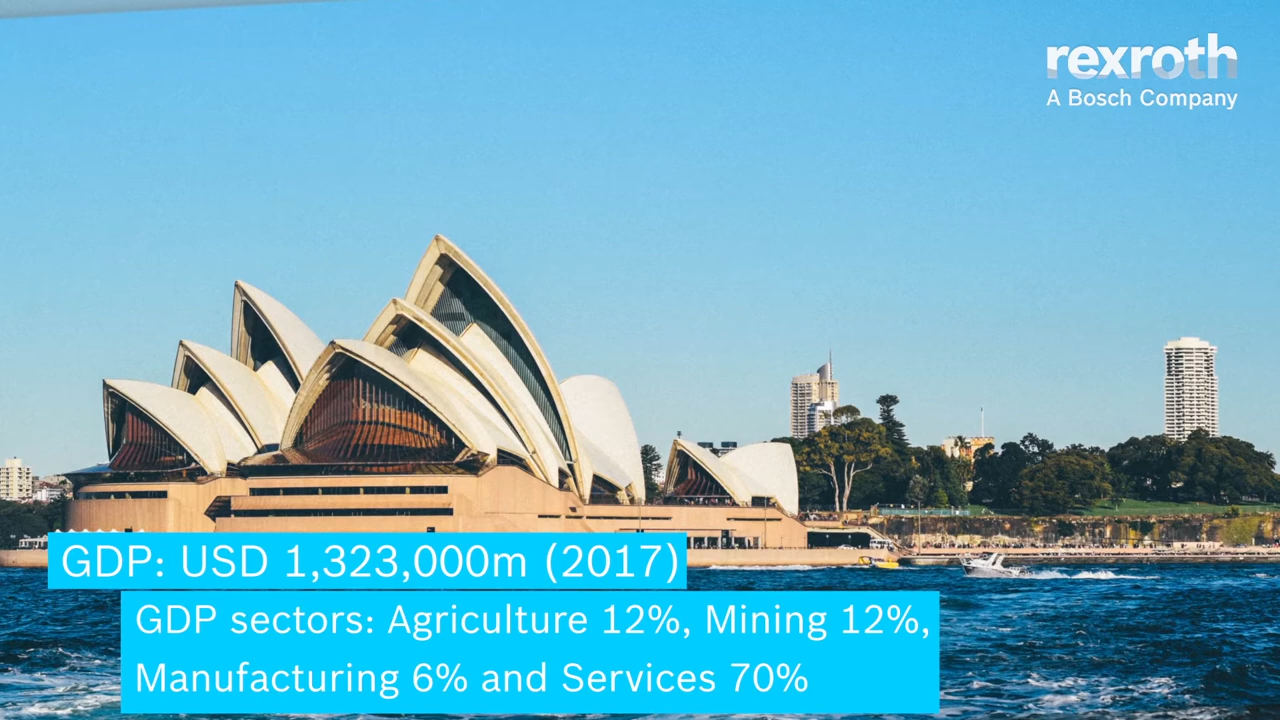 rexroth
A Bosch Company
GDP: USD 1,323,000m (2017)
GDP sectors: Agriculture 12%, Mining 12%,
Manufacturing 6% and Services 70%